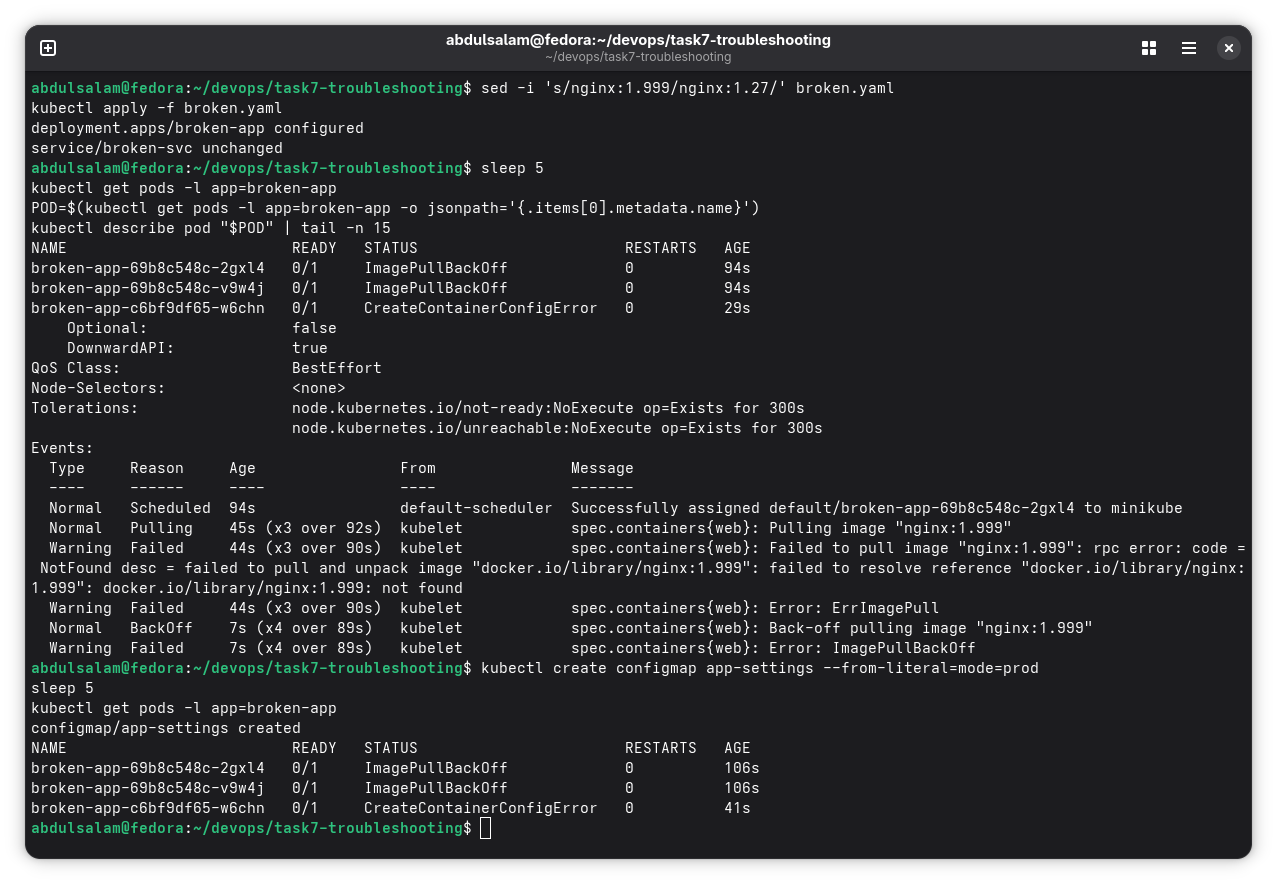 abdulsalam@fedora:~/devops/task7-troubleshooting
~/devops/task7-troubleshooting
abdulsalam@fedora:~/devops/task7-troubleshooting$ sed -i 's/nginx:1.999/nginx:1.27/' broken.yaml
kubectl apply -f broken.yaml
deployment.apps/broken-app configured
service/broken-svc unchanged
abdulsalam@fedora:~/devops/task7-troubleshooting$ sleep 5
kubectl get pods -l app=broken-app
POD=$(kubectl get pods -l app=broken-app -o jsonpath='{.items[0].metadata.name}')
kubectl describe pod "$POD" | tail -n 15
NAME                         READY   STATUS                       RESTARTS   AGE
broken-app-69b8c548c-2gxl4   0/1     ImagePullBackOff             0          94s
broken-app-69b8c548c-v9w4j   0/1     ImagePullBackOff             0          94s
broken-app-c6bf9df65-w6chn   0/1     CreateContainerConfigError   0          29s
    Optional:                false
    DownwardAPI:             true
QoS Class:                   BestEffort
Node-Selectors:              <none>
Tolerations:                 node.kubernetes.io/not-ready:NoExecute op=Exists for 300s
                             node.kubernetes.io/unreachable:NoExecute op=Exists for 300s
Events:
  Type     Reason     Age                From               Message
  ----     ------     ----               ----               -------
  Normal   Scheduled  94s                default-scheduler  Successfully assigned default/broken-app-69b8c548c-2gxl4 to minikube
  Normal   Pulling    45s (x3 over 92s)  kubelet            spec.containers{web}: Pulling image "nginx:1.999"
  Warning  Failed     44s (x3 over 90s)  kubelet            spec.containers{web}: Failed to pull image "nginx:1.999": rpc error: code =
 NotFound desc = failed to pull and unpack image "docker.io/library/nginx:1.999": failed to resolve reference "docker.io/library/nginx:
1.999": docker.io/library/nginx:1.999: not found
  Warning  Failed     44s (x3 over 90s)  kubelet            spec.containers{web}: Error: ErrImagePull
  Normal   BackOff    7s (x4 over 89s)   kubelet            spec.containers{web}: Back-off pulling image "nginx:1.999"
  Warning  Failed     7s (x4 over 89s)   kubelet            spec.containers{web}: Error: ImagePullBackOff
abdulsalam@fedora:~/devops/task7-troubleshooting$ kubectl create configmap app-settings --from-literal=mode=prod
sleep 5
kubectl get pods -l app=broken-app
configmap/app-settings created
NAME                         READY   STATUS                       RESTARTS   AGE
broken-app-69b8c548c-2gxl4   0/1     ImagePullBackOff             0          106s
broken-app-69b8c548c-v9w4j   0/1     ImagePullBackOff             0          106s
broken-app-c6bf9df65-w6chn   0/1     CreateContainerConfigError   0          41s
abdulsalam@fedora:~/devops/task7-troubleshooting$